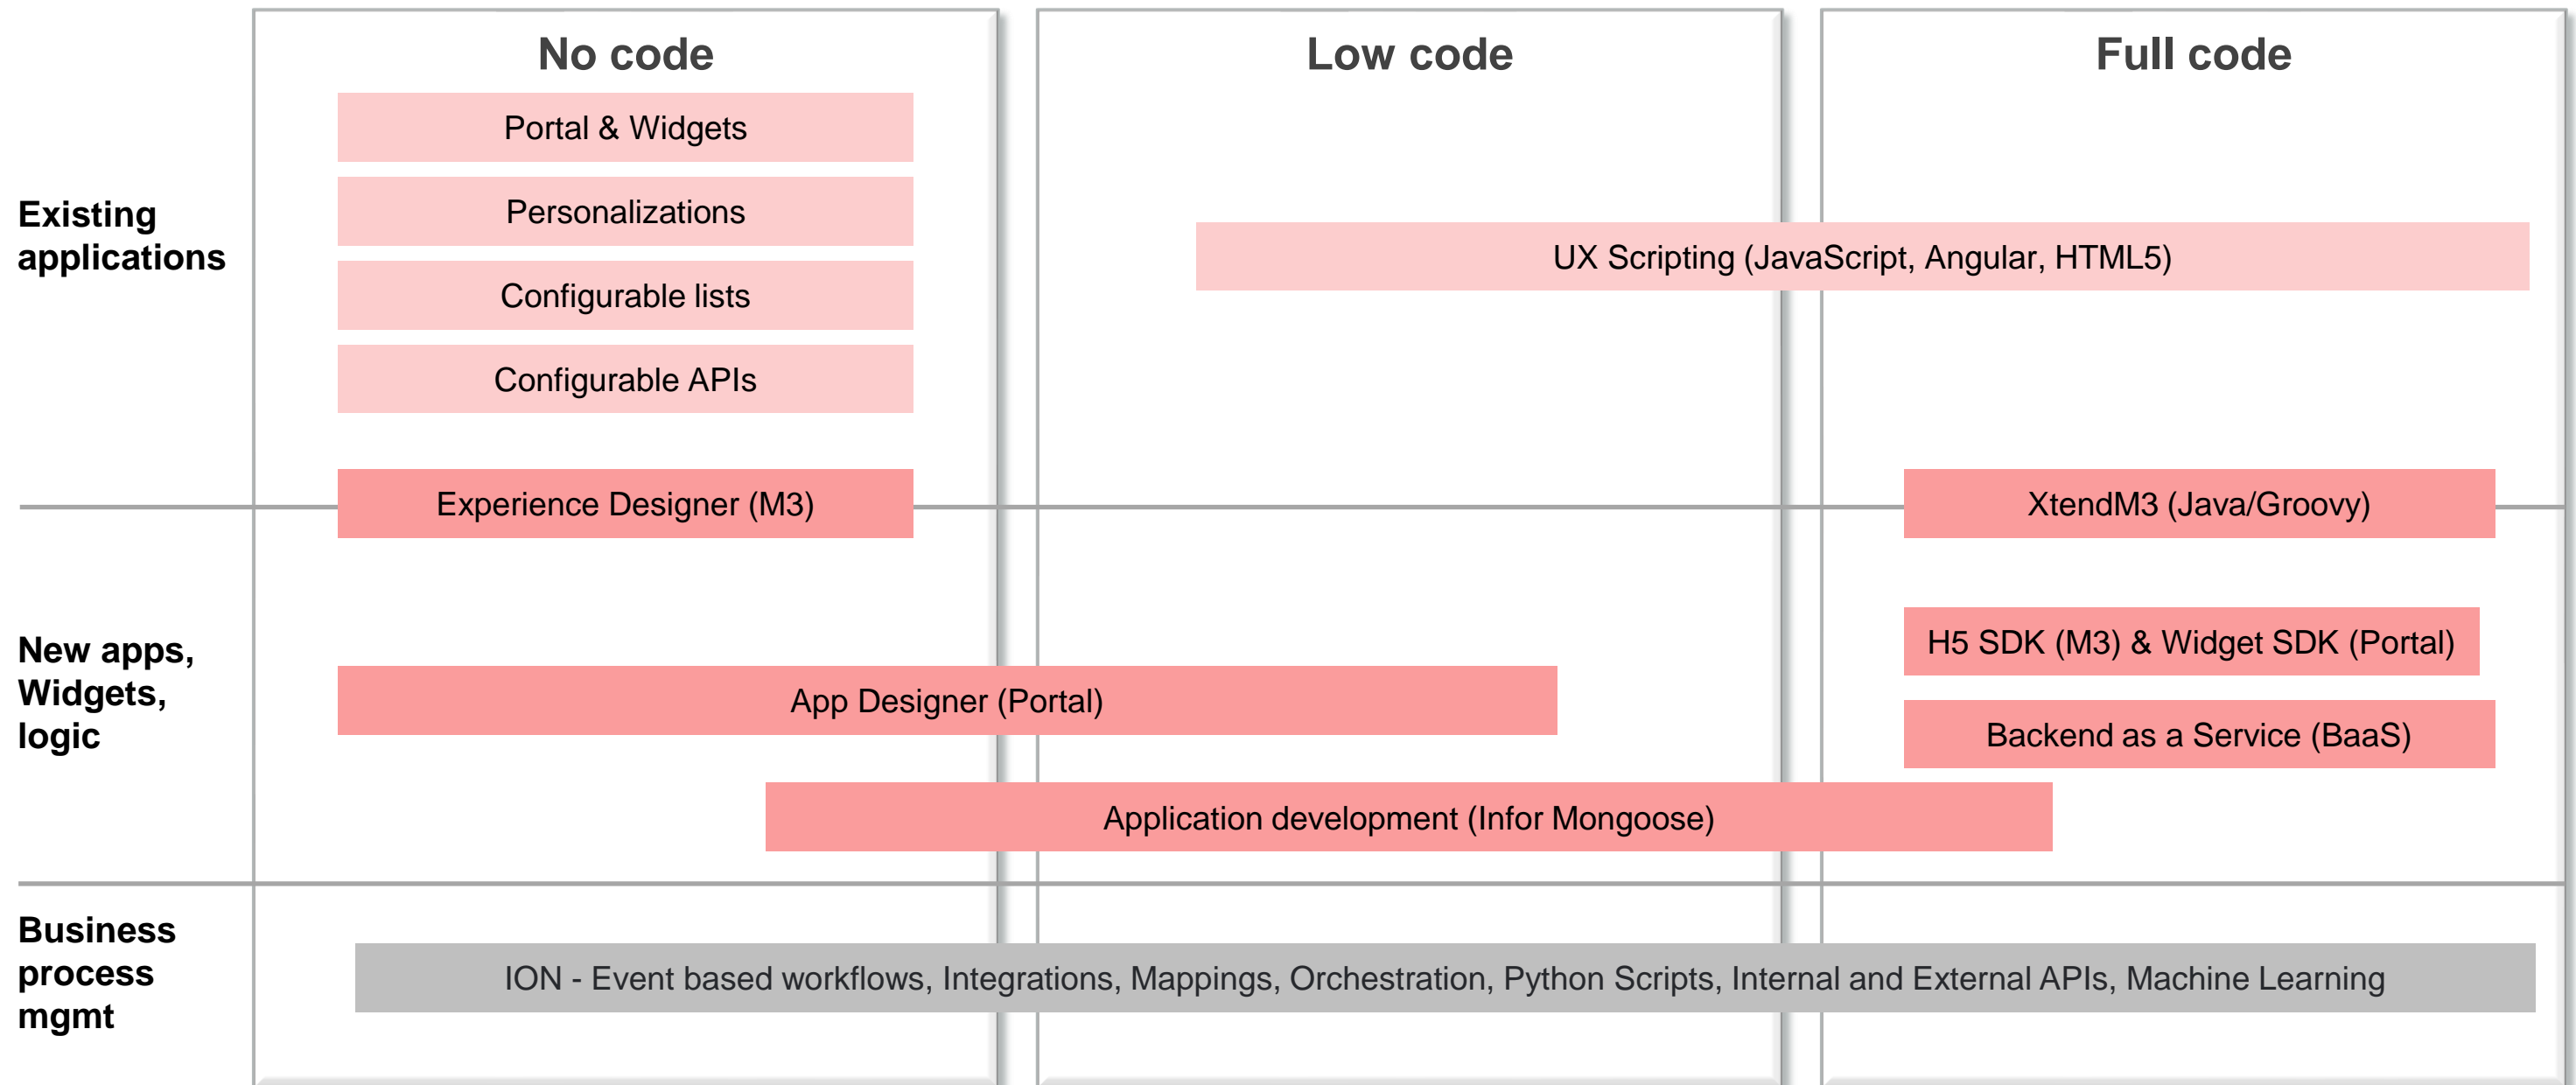 No code
Low code
Full code
Existing
applications
Portal & Widgets
Personalizations
Configurable lists
Configurable APIs
UX Scripting (JavaScript, Angular, HTML5)
Experience Designer (M3)
XtendM3 (Java/Groovy)
New apps,
Widgets,
logic
H5 SDK (M3) & Widget SDK (Portal)
App Designer (Portal)
Backend as a Service (BaaS)
Application development (Infor Mongoose)
Business
process
mgmt
ION - Event based workflows, Integrations, Mappings, Orchestration, Python Scripts, Internal and External APIs, Machine Learning